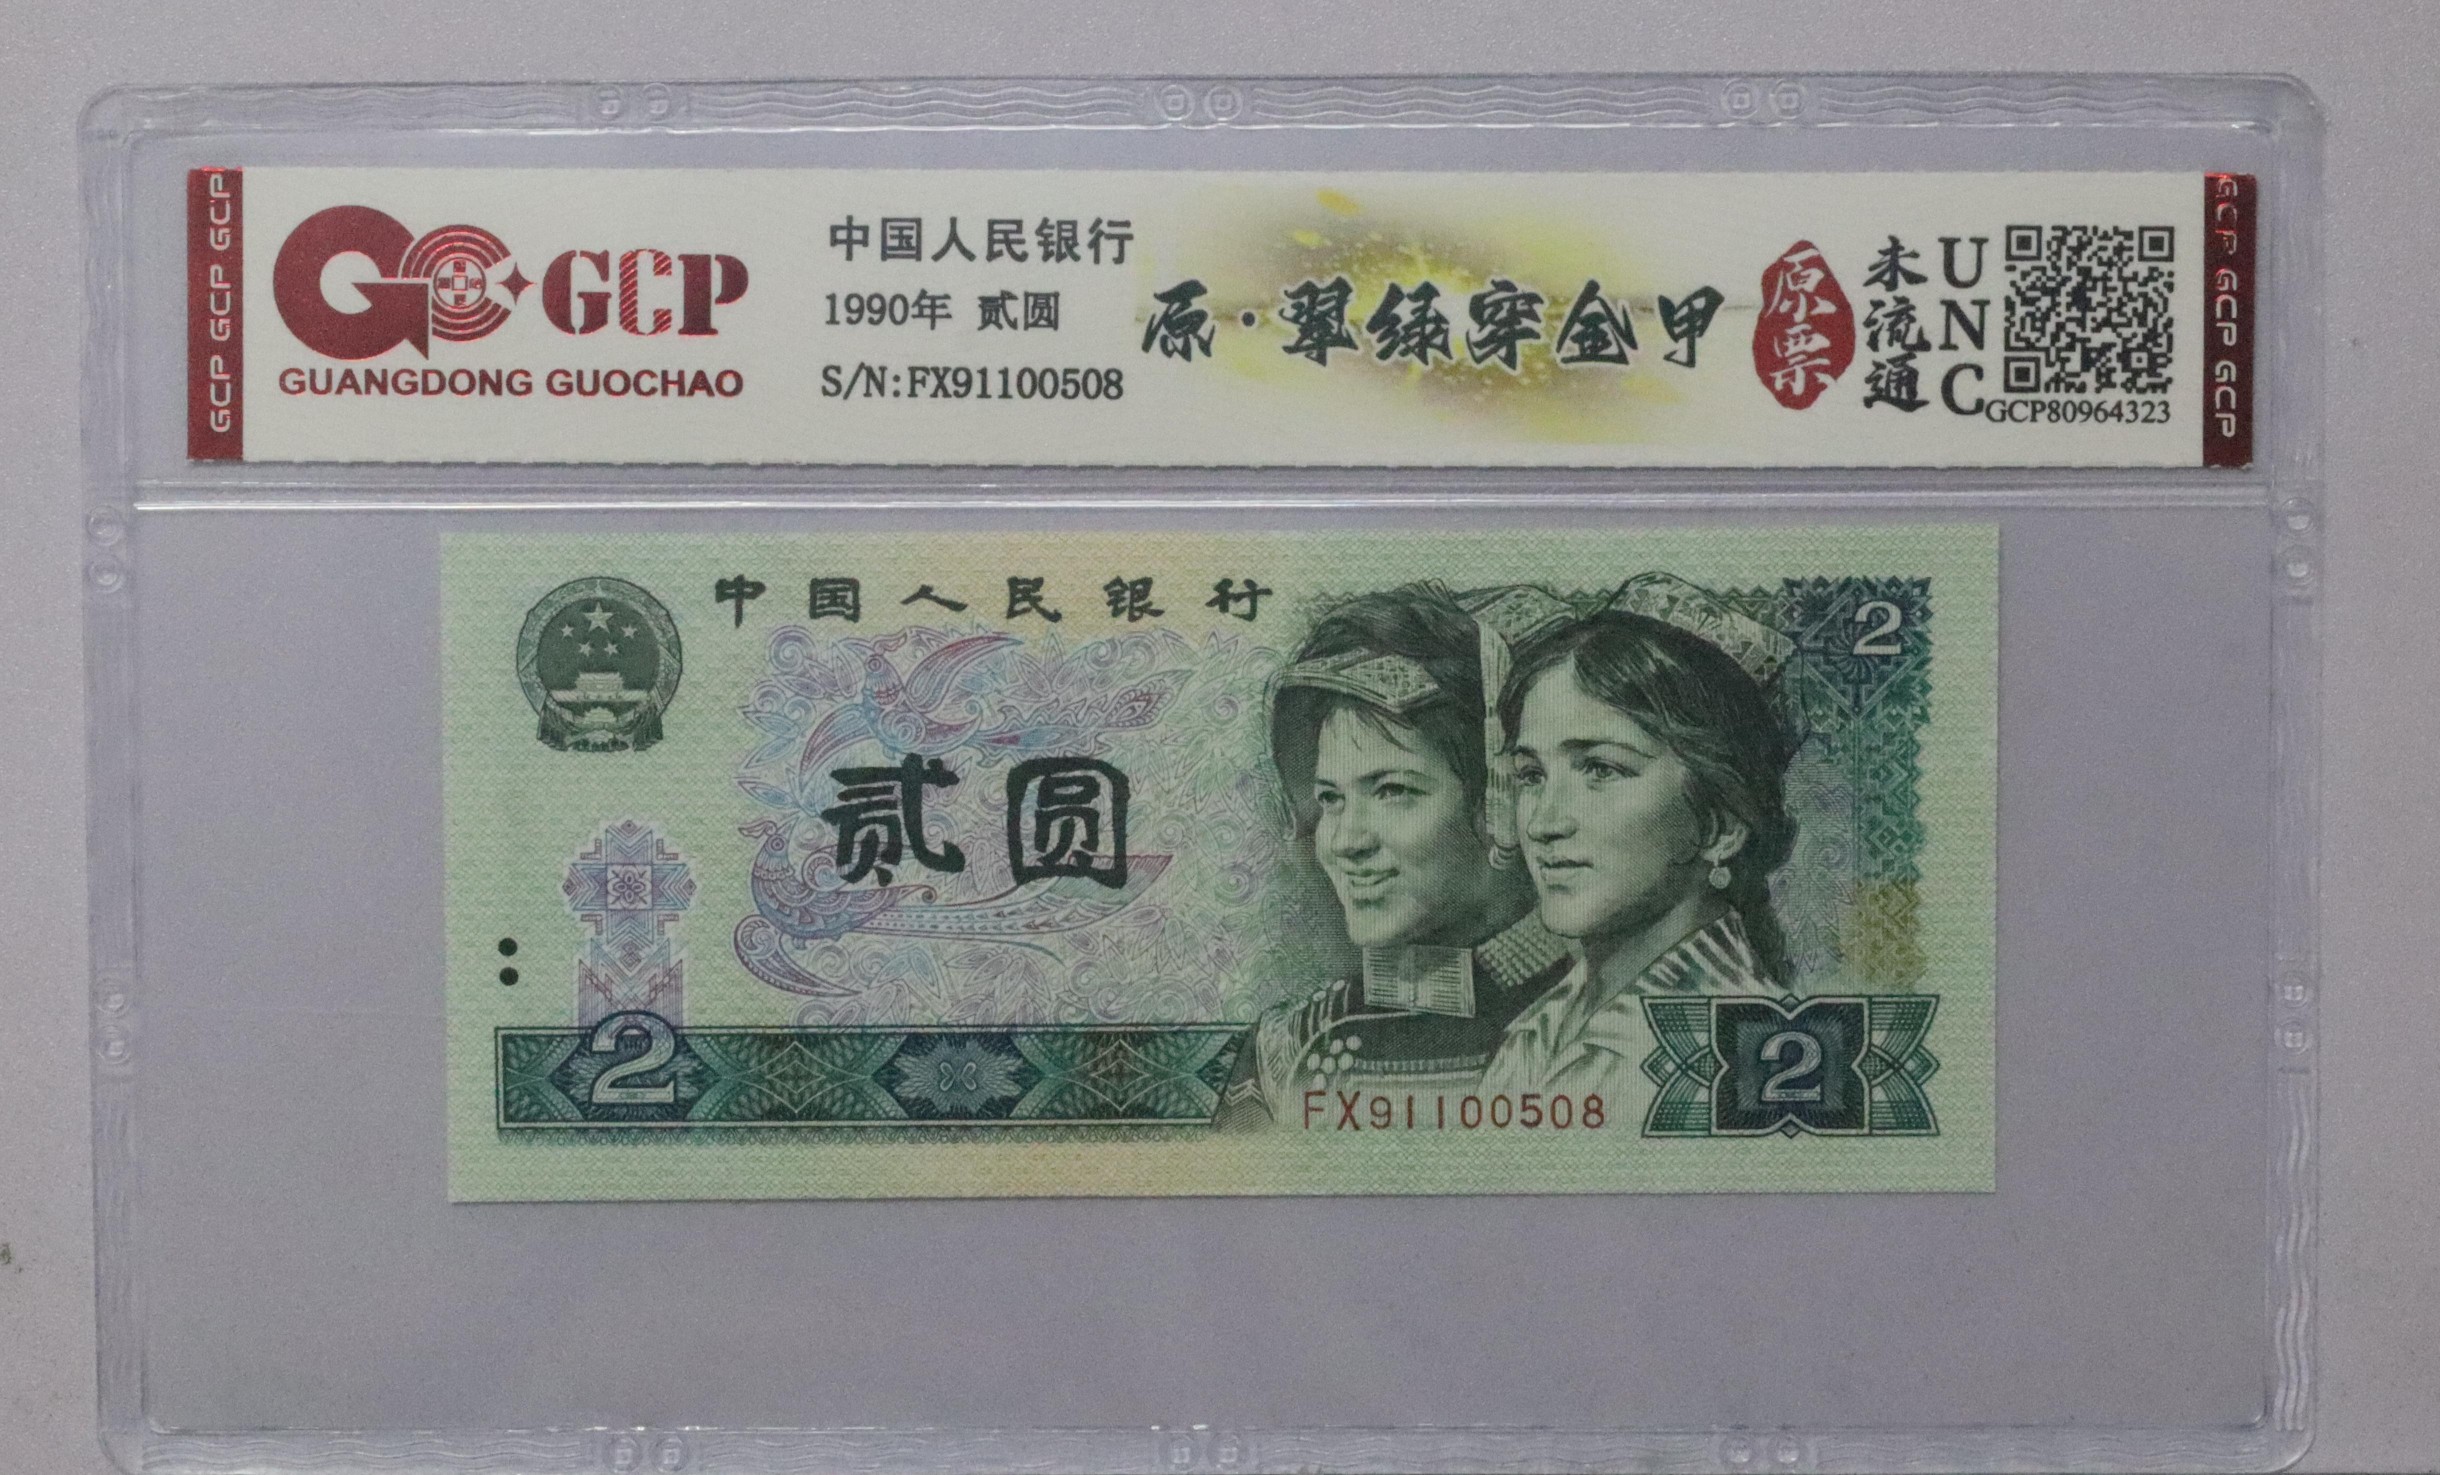 GCP GCP GCP
GCP
GUANGDONG GUOCHAO
中国人民银行
1990年 贰圆
S/N:FX91100508
原·翠绿穿金甲
原票
未流通
UNC
GCP80964323
GCP GCP GCP
中国人民银行
2
贰圆
2
2
FX91100508